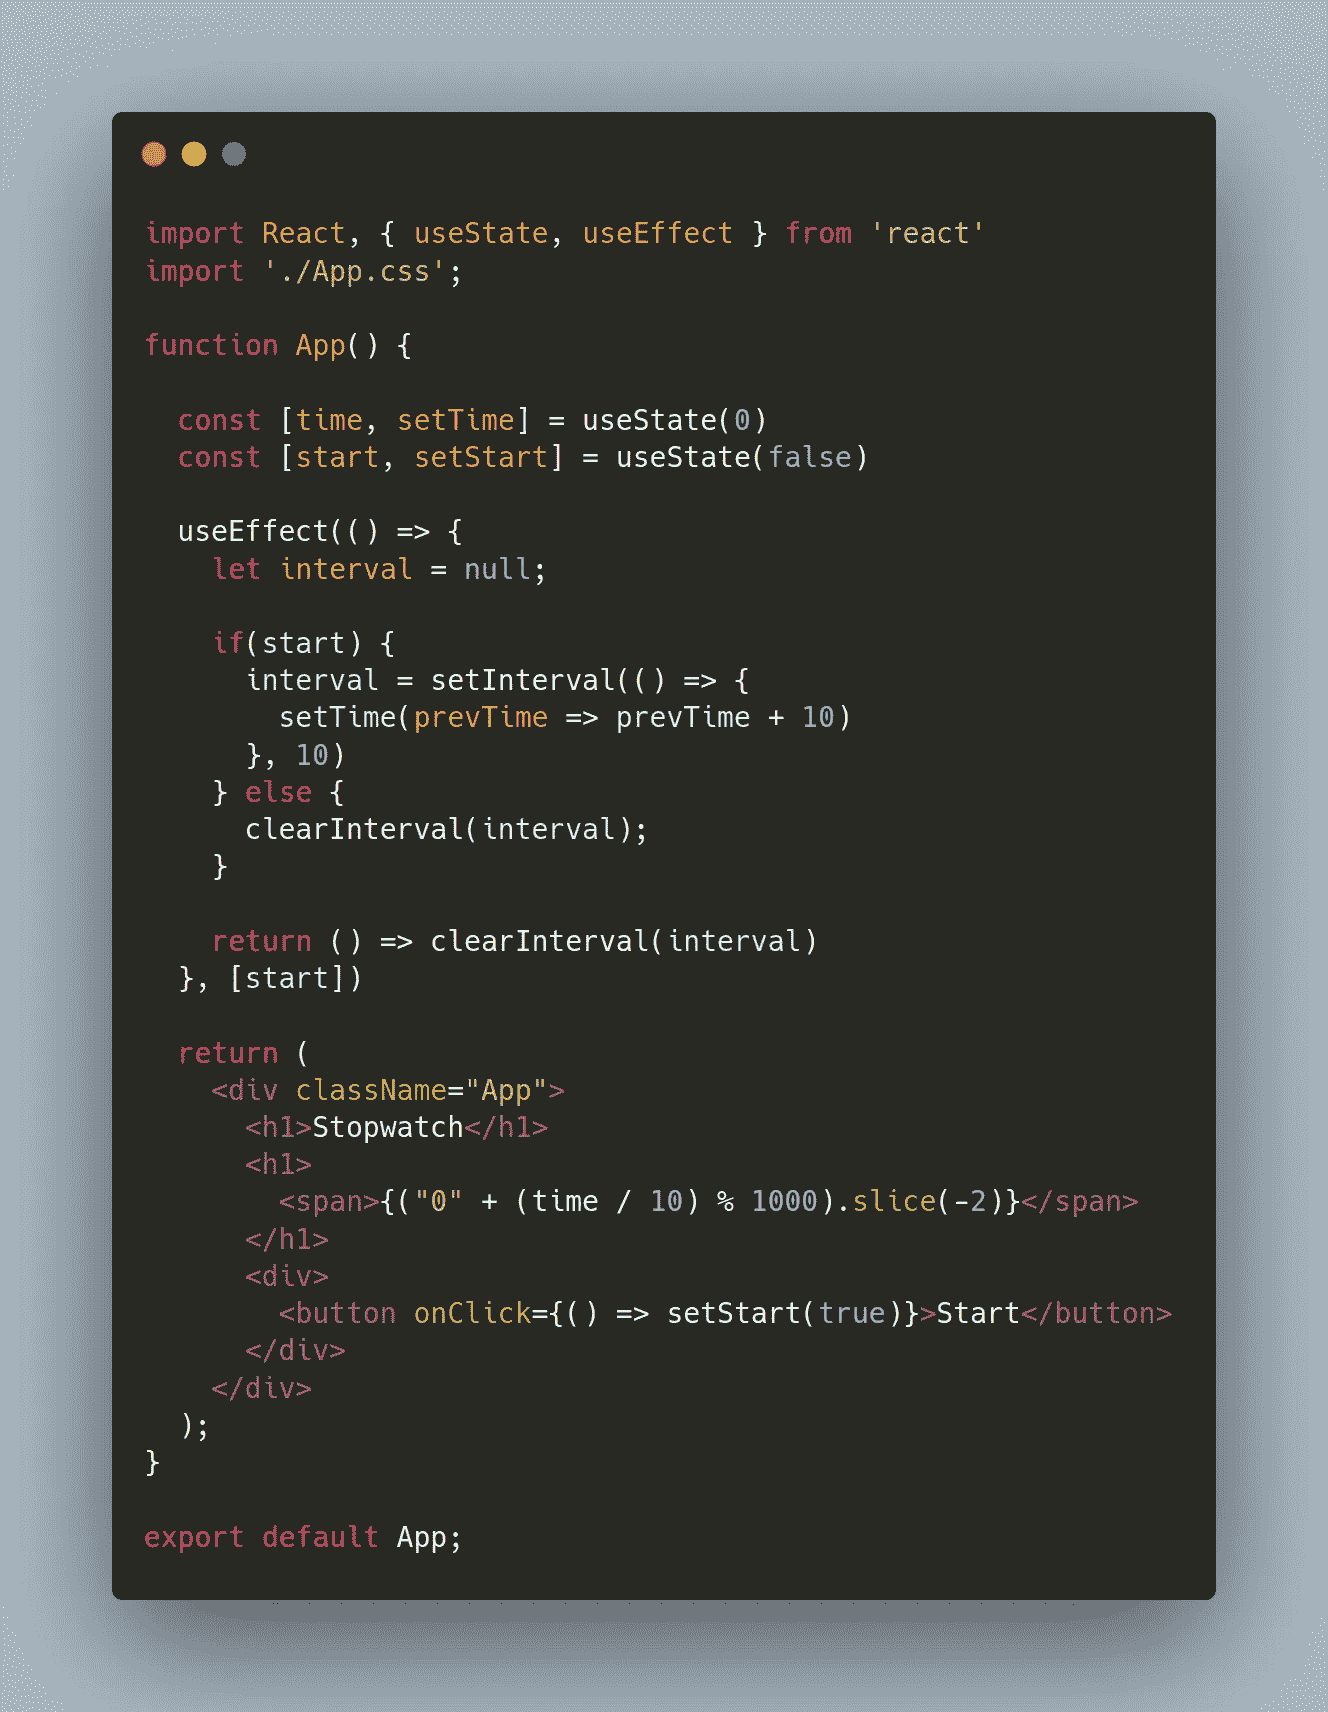 import React, { useState, useEffect } from 'react'
import './App.css';

function App() {

  const [time, setTime] = useState(0)
  const [start, setStart] = useState(false)

  useEffect(() => {
    let interval = null;

    if(start) {
      interval = setInterval(() => {
        setTime(prevTime => prevTime + 10)
      }, 10)
    } else {
      clearInterval(interval);
    }

    return () => clearInterval(interval)
  }, [start])

  return (
    <div className="App">
      <h1>Stopwatch</h1>
      <h1>
        <span>{("0" + (time / 10) % 1000).slice(-2)}</span>
      </h1>
      <div>
        <button onClick={() => setStart(true)}>Start</button>
      </div>
    </div>
  );
}

export default App;